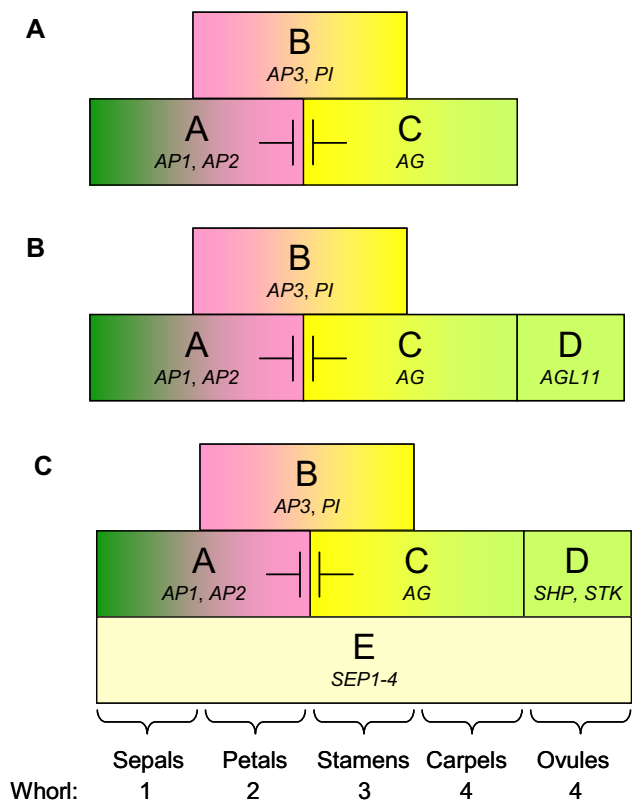 A
B
AP3, PI
A
AP1, AP2
C
AG
B
B
AP3, PI
A
AP1, AP2
C
AG
D
AGL11
C
B
AP3, PI
A
AP1, AP2
C
AG
D
SHP, STK
E
SEP1-4
Sepals Petals Stamens Carpels Ovules
Whorl: 1 2 3 4 4